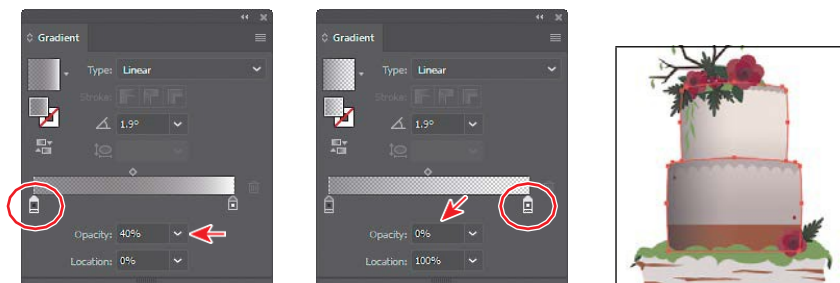 Gradient
Type: Linear
Stroke:
1.9°
Opacity: 40%
Location: 0%
Gradient
Type: Linear
Stroke:
1.9°
Opacity: 0%
Location: 100%